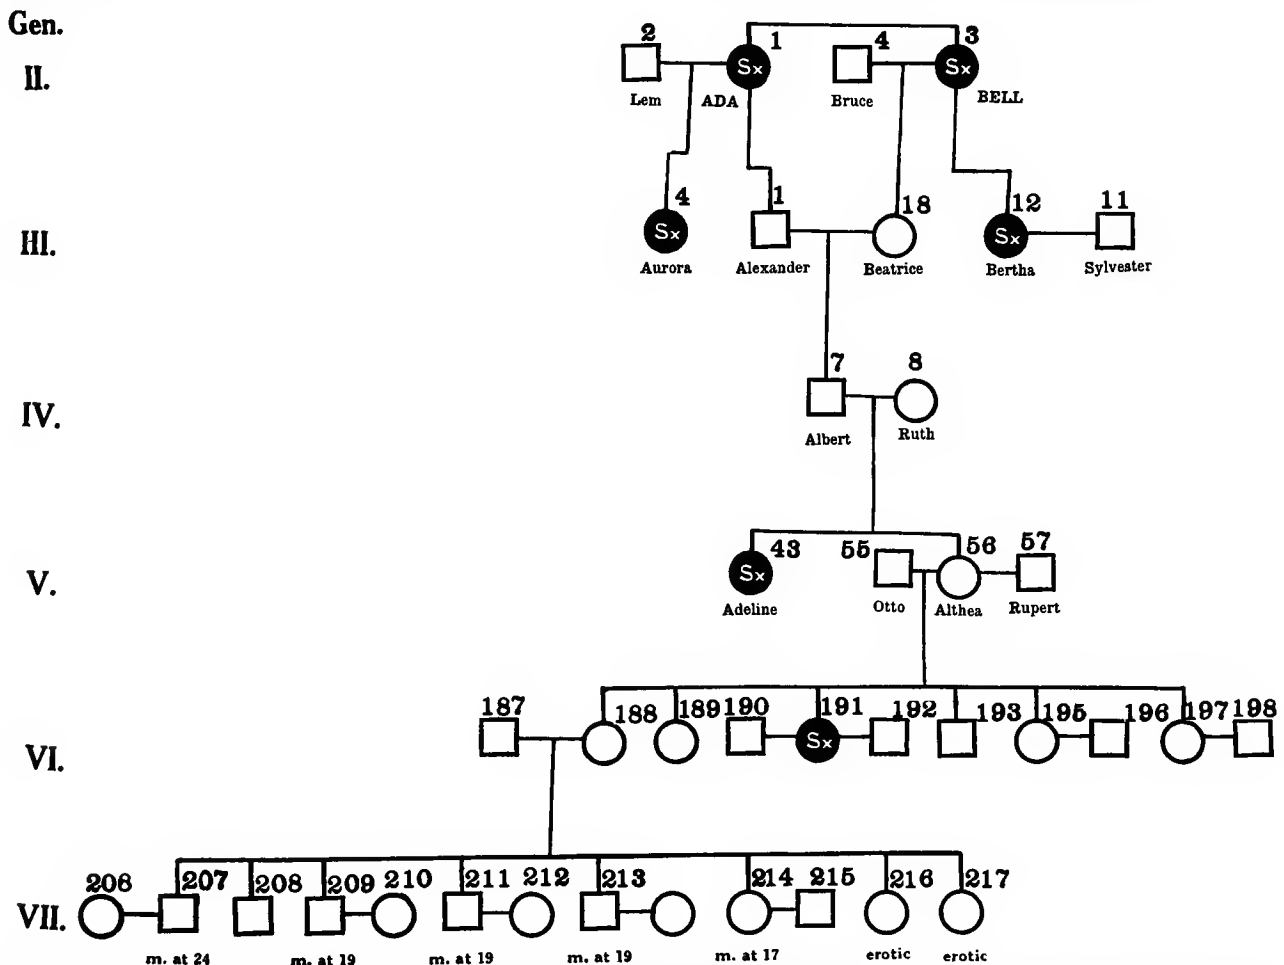 Gen.
2 1 4 3
II. Sx Sx
Lem ADA Bruce BELL
4 1 18 12 11
III. Sx Sx
Aurora Alexander Beatrice Bertha Sylvester
7 8
IV.
Albert Ruth
43 55 56 57
V. Sx
Adeline Otto Althea Rupert
187 188 189 190 191 192 193 195 196 197 198
VI. Sx
206 207 208 209 210 211 212 213 214 215 216 217
VII.
m. at 24 m. at 19 m. at 19 m. at 19 m. at 17 erotic erotic